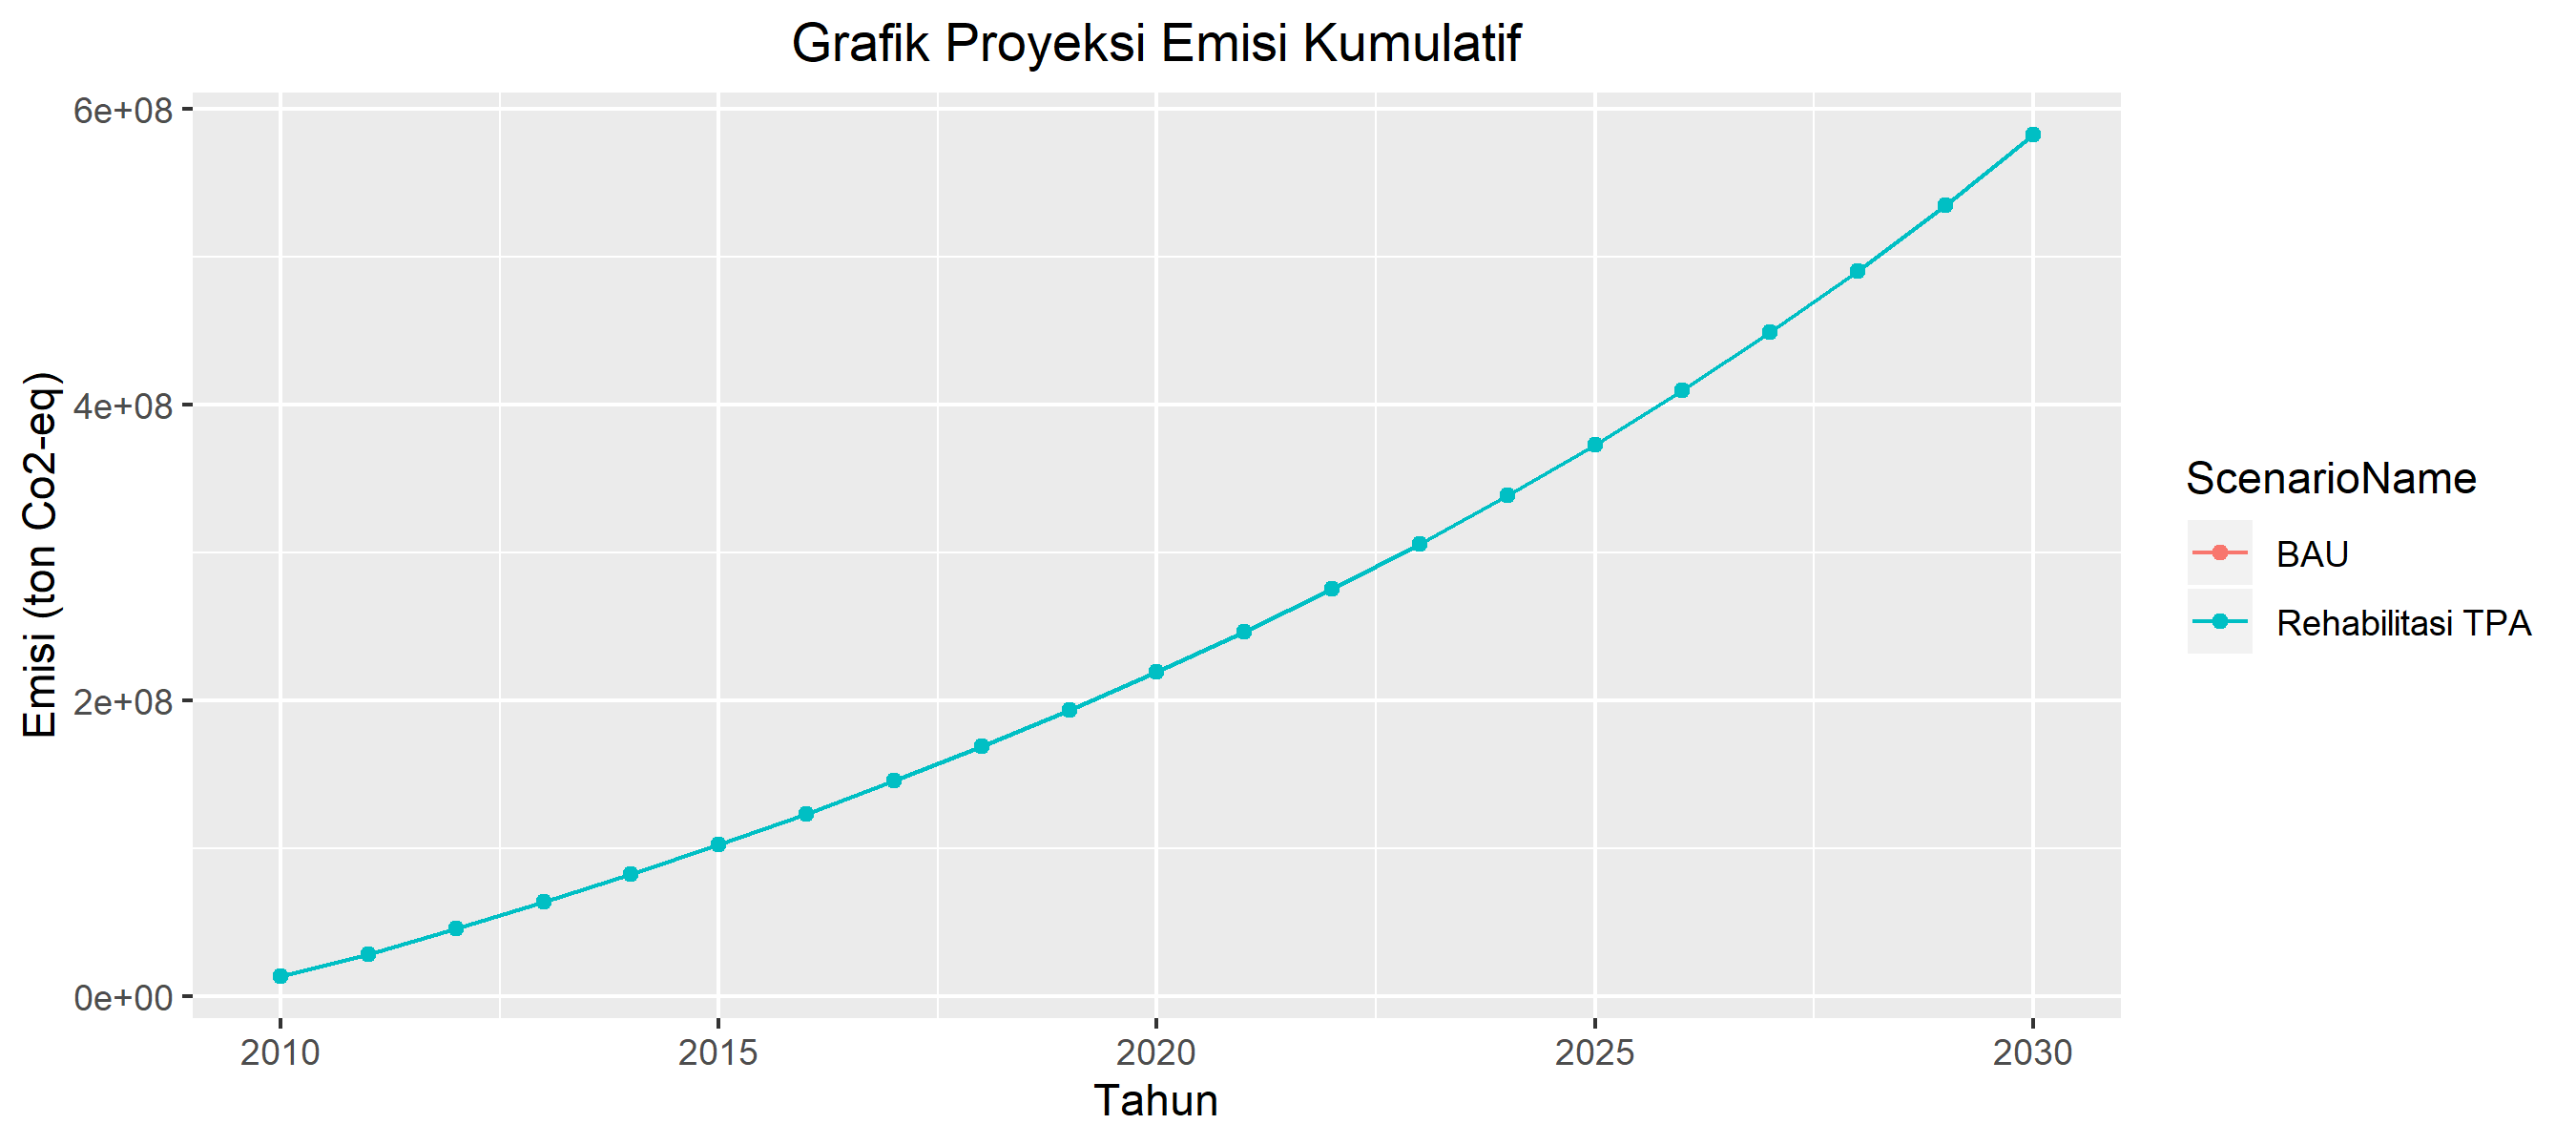 Grafik Proyeksi Emisi Kumulatif
6e+08
4e+08
2e+08
0e+00
Emisi (ton Co2-eq)
2010
2015
2020
2025
2030
Tahun
ScenarioName
BAU
Rehabilitasi TPA